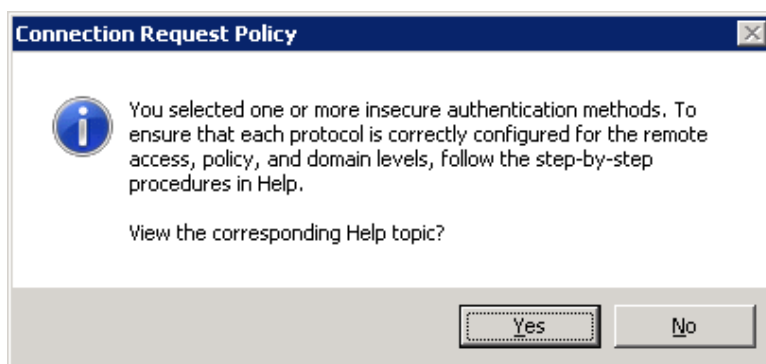 Connection Request Policy
You selected one or more insecure authentication methods. To
ensure that each protocol is correctly configured for the remote
access, policy, and domain levels, follow the step-by-step
procedures in Help.
View the corresponding Help topic?
Yes
No